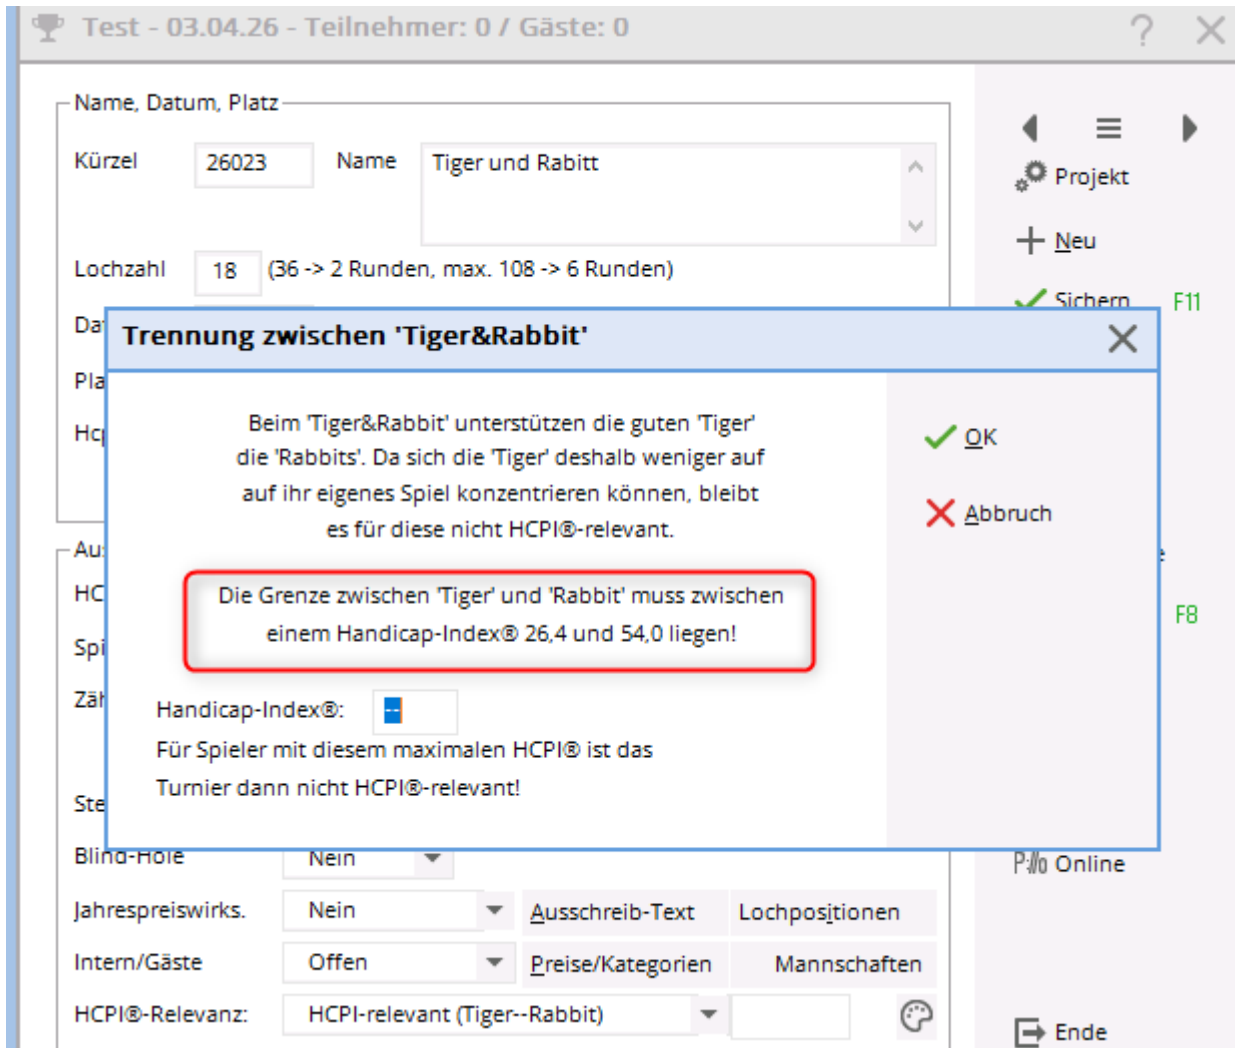 Test - 03.04.26 - Teilnehmer: 0 / Gäste: 0
Name, Datum, Platz
Kürzel 26023 Name Tiger und Rabitt
Projekt
Neu
Lochzahl 18 (36 -> 2 Runden, max. 108 -> 6 Runden)
Sichern F11
Trennung zwischen 'Tiger&Rabbit'
Beim 'Tiger&Rabbit' unterstützen die guten 'Tiger'
die 'Rabbits'. Da sich die 'Tiger' deshalb weniger auf
auf ihr eigenes Spiel konzentrieren können, bleibt
es für diese nicht HCPI®-relevant.
OK
Abbruch
Die Grenze zwischen 'Tiger' und 'Rabbit' muss zwischen
einem Handicap-Index® 26,4 und 54,0 liegen!
F8
Handicap-Index®: --
Für Spieler mit diesem maximalen HCPI® ist das
Turnier dann nicht HCPI®-relevant!
Blind-Hole Nein
Online
Jahrespreiswirks. Nein Ausschreib-Text Lochpositionen
Intern/Gäste Offen Preise/Kategorien Mannschaften
HCPI®-Relevanz: HCPI-relevant (Tiger--Rabbit)
Ende